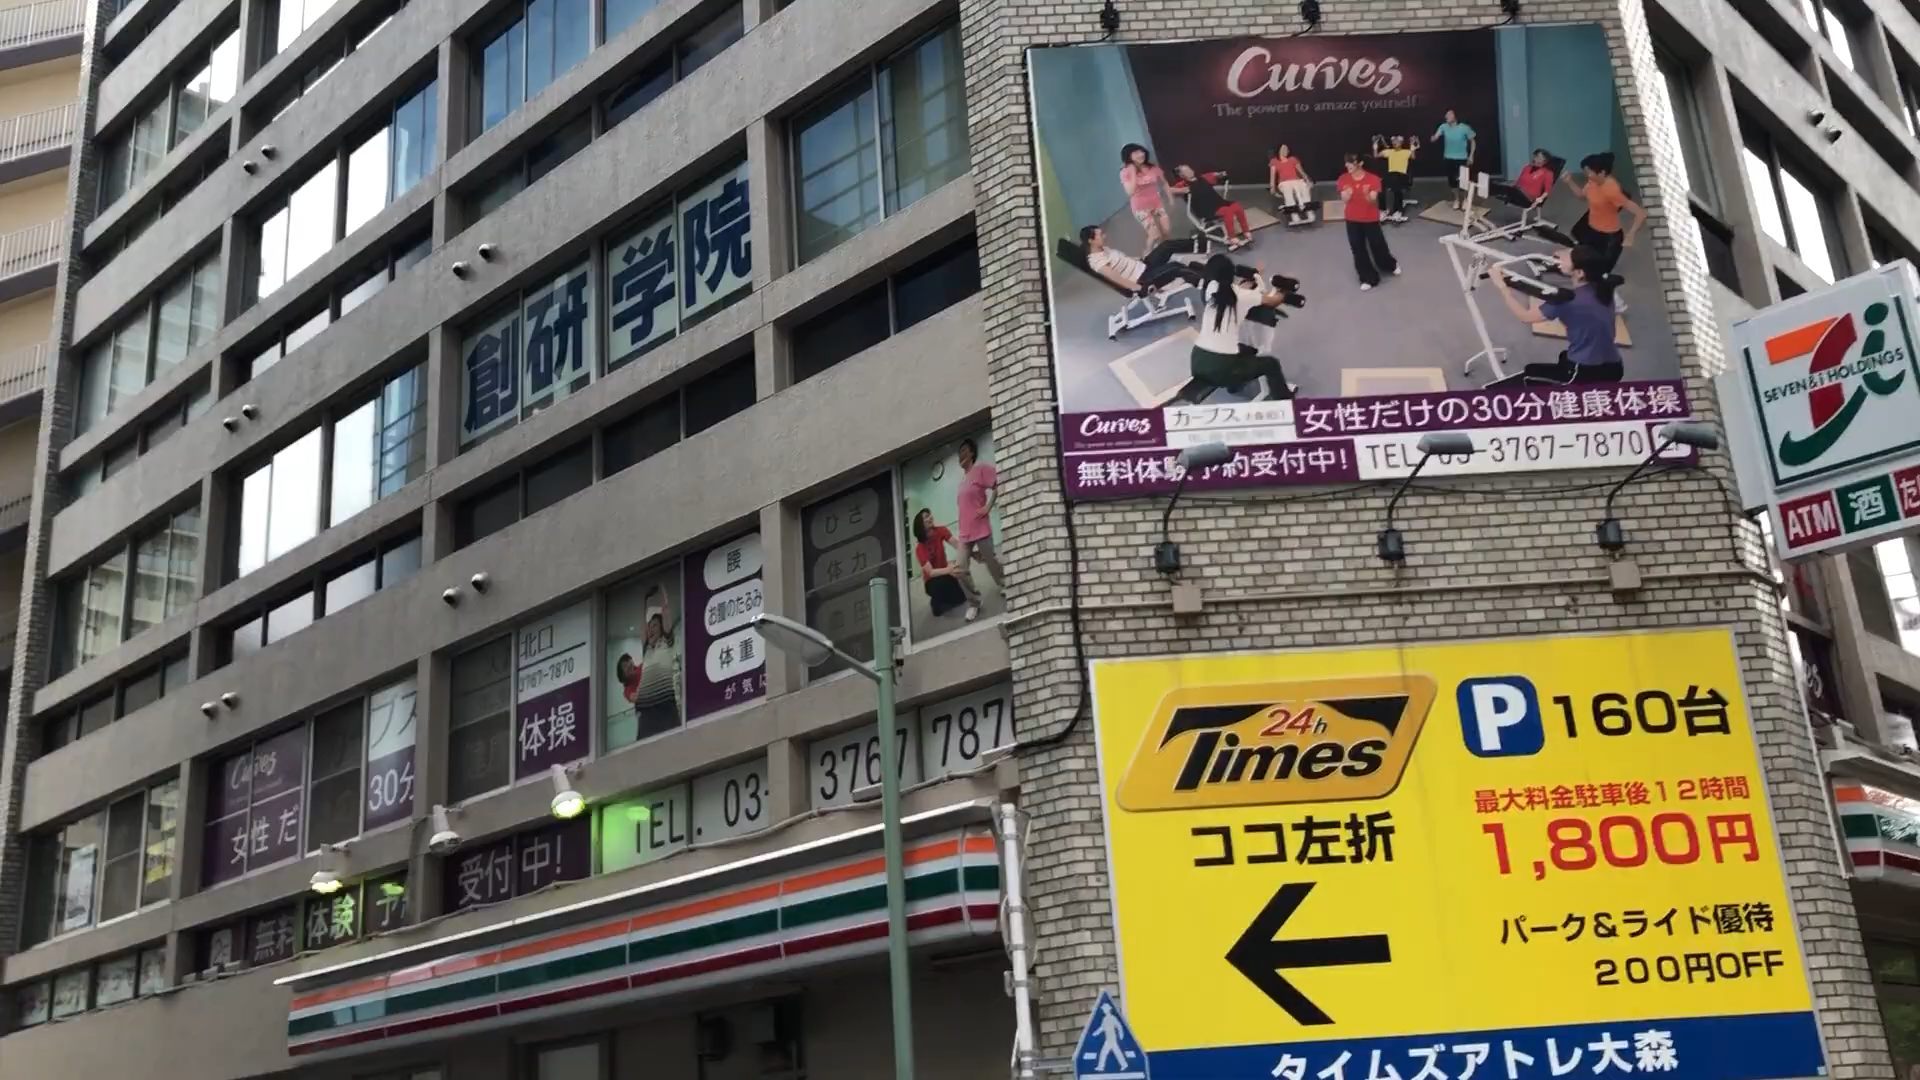 Curves
The power to amaze yourself
創研学院
Curves
カーブス
女性だけの30分健康体操
無料体験予約受付中!
TEL 03-3767-7870
SEVEN&i HOLDINGS
ATM
酒
た
ひざ
体力
腰
お腹のたるみ
体重
が気に
北口
3767-7870
体操
Curves
女性だ
ブス
30分
無料
体験
予
受付中!
TEL. 03-
3767
787
24h
Times
P 160台
最大料金駐車後12時間
1,800円
ココ左折
パーク&ライド優待
200円OFF
タイムズアトレ大森